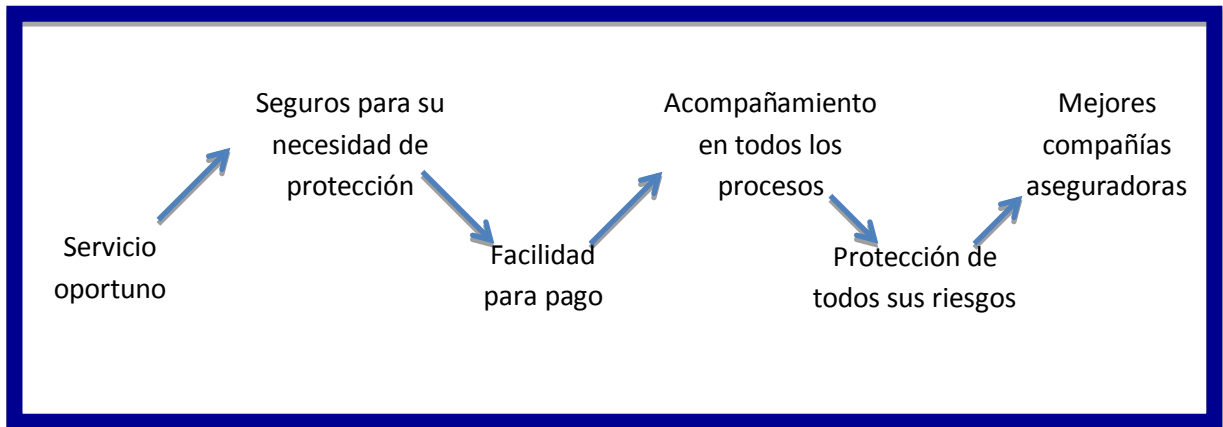 Servicio
oportuno
Seguros para su
necesidad de
protección
Facilidad
para pago
Acompañamiento
en todos los
procesos
Protección de
todos sus riesgos
Mejores
compañías
aseguradoras